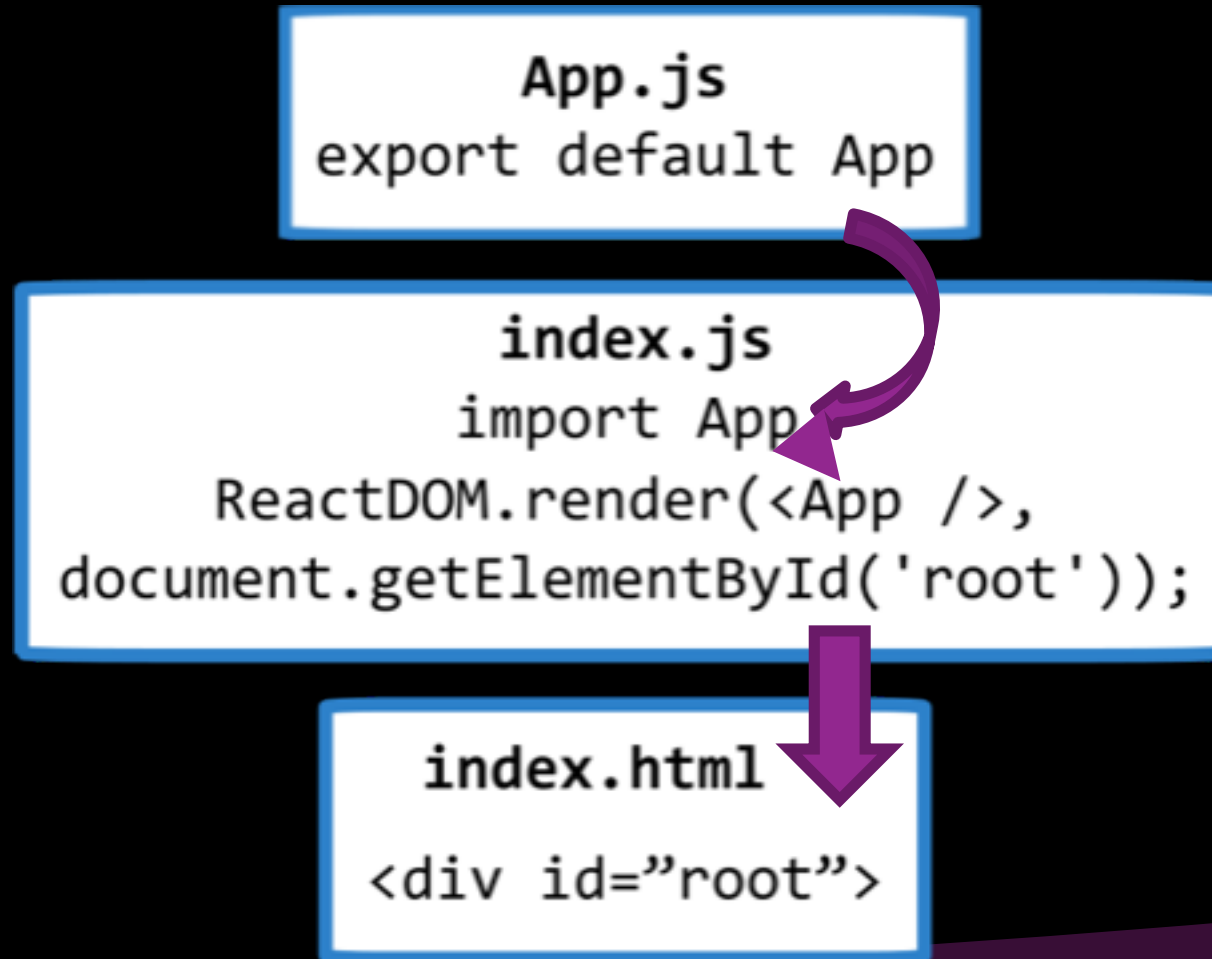 App.js
export default App
index.js
import App
ReactDOM.render(<App />,
document.getElementById('root'));
index.html
<div id=”root”>